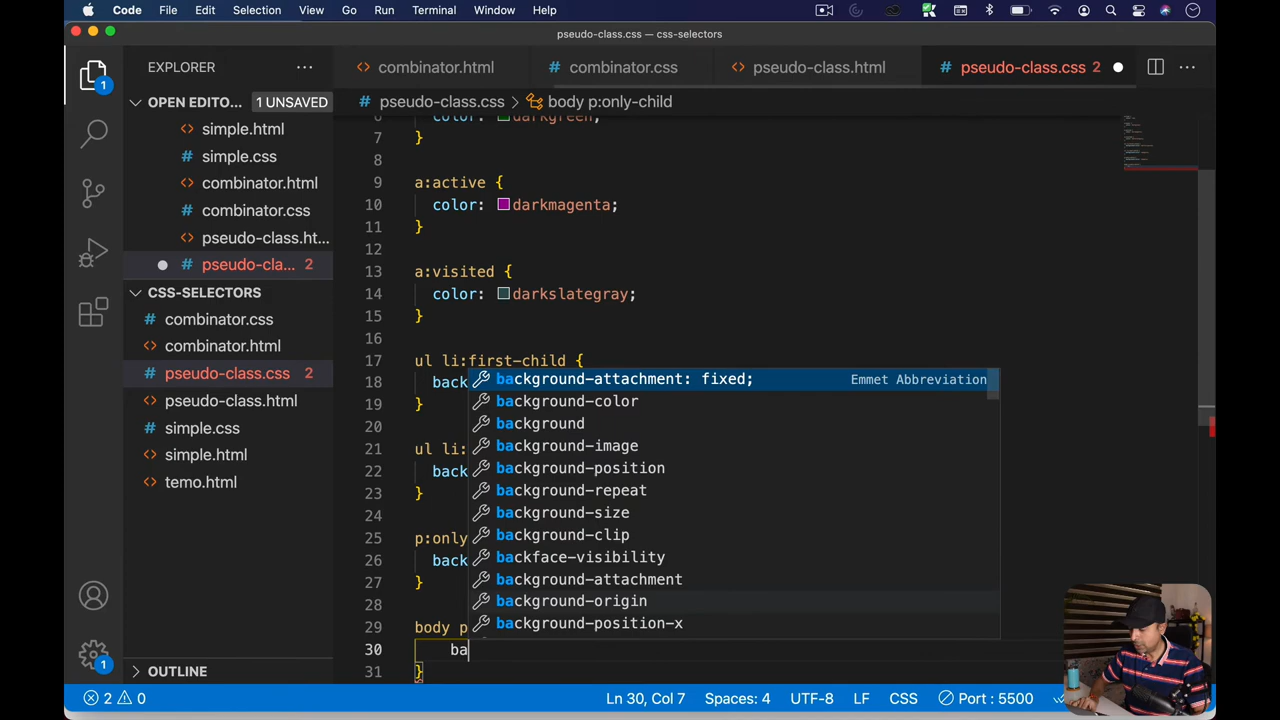 Code File Edit Selection View Go Run Terminal Window Help
pseudo-class.css — css-selectors
EXPLORER
combinator.html
combinator.css
pseudo-class.html
pseudo-class.css 2
OPEN EDITO... 1 UNSAVED
pseudo-class.css > body p:only-child
simple.html
simple.css
combinator.html
combinator.css
pseudo-class.ht...
pseudo-cla... 2
CSS-SELECTORS
combinator.css
combinator.html
pseudo-class.css 2
pseudo-class.html
simple.css
simple.html
temo.html
OUTLINE
1
1
6 color: darkgreen;
7 }
8
9 a:active {
10 color: darkmagenta;
11 }
12
13 a:visited {
14 color: darkslategray;
15 }
16
17 ul li:first-child {
18 back
19 }
20
21 ul li:
22 back
23 }
24
25 p:only
26 back
27 }
28
29 body p
30 ba
31 }
background-attachment: fixed; Emmet Abbreviation
background-color
background
background-image
background-position
background-repeat
background-size
background-clip
backface-visibility
background-attachment
background-origin
background-position-x
2 0 Ln 30, Col 7 Spaces: 4 UTF-8 LF CSS Port : 5500